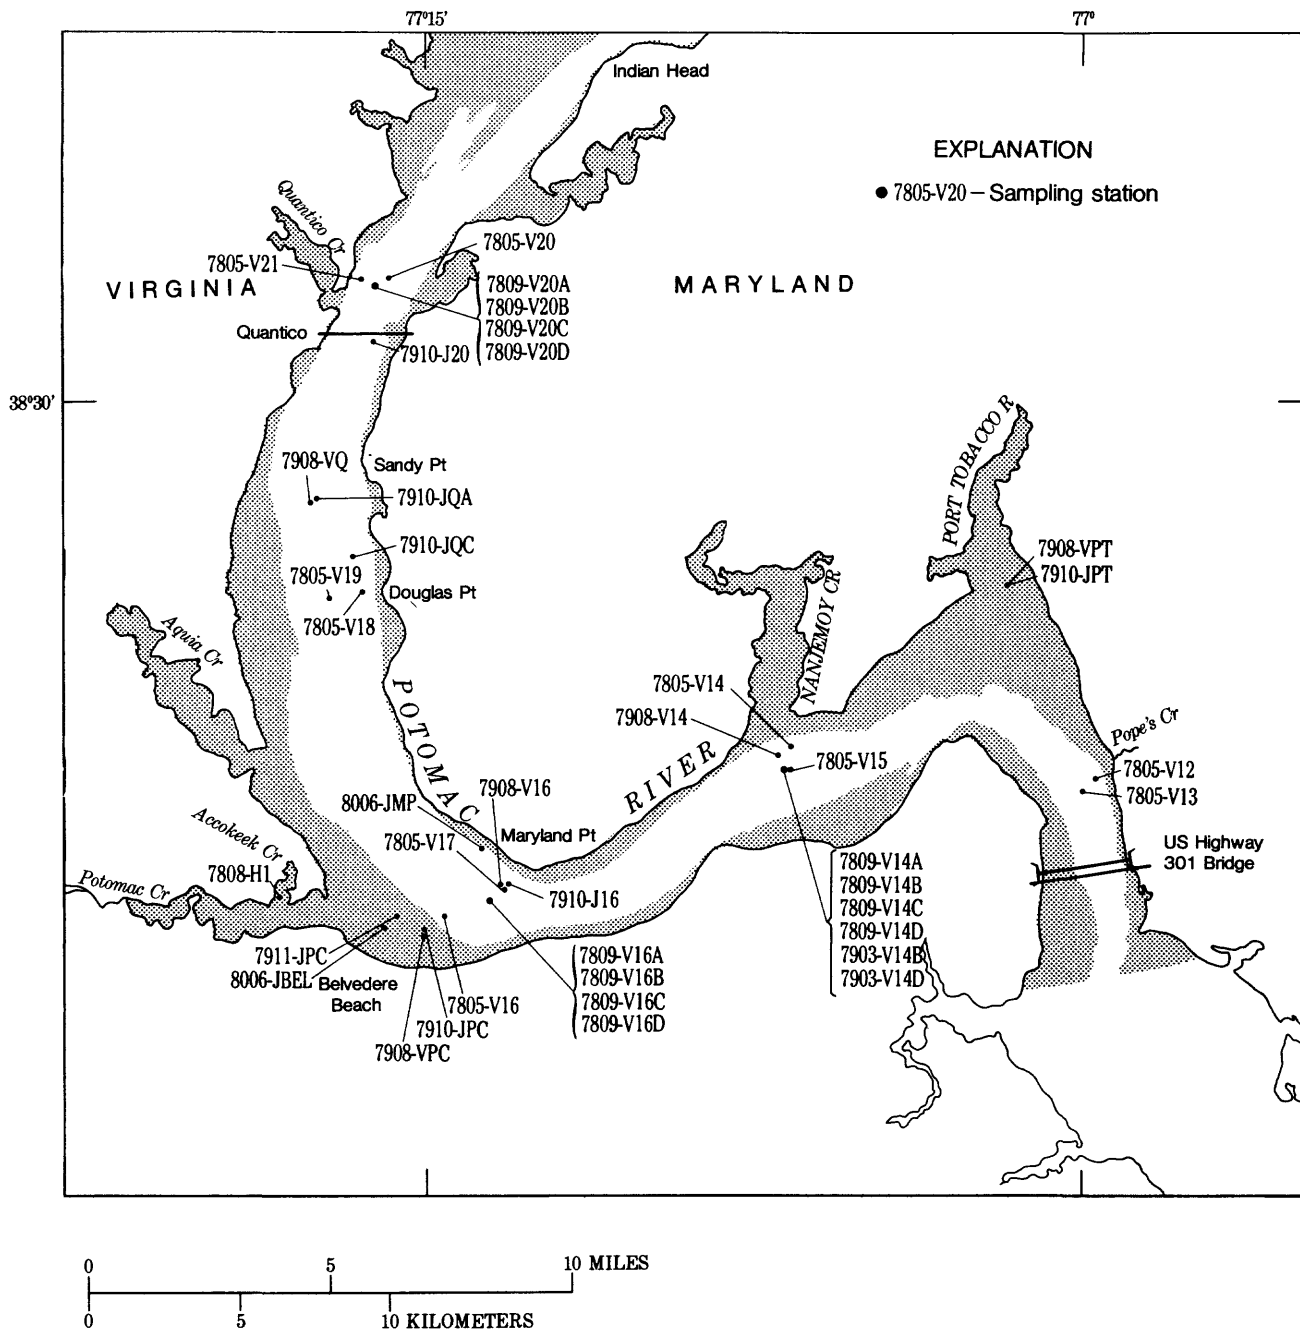 77°15'
77°
Indian Head
EXPLANATION
7805-V20 – Sampling station
Quantico Cr
7805-V20
7805-V21
VIRGINIA
MARYLAND
7809-V20A
7809-V20B
7809-V20C
7809-V20D
Quantico
7910-J20
38°30'
PORT TOBACCO R
Sandy Pt
7908-VQ
7910-JQA
7910-JQC
7908-VPT
7910-JPT
7805-V19
Douglas Pt
7805-V18
NANJEMOY CR
Aquia Cr
7805-V14
7908-V14
POTOMAC
RIVER
Pope's Cr
7805-V15
7805-V12
7805-V13
7908-V16
8006-JMP
Maryland Pt
7805-V17
US Highway
301 Bridge
Accokeek Cr
7808-H1
Potomac Cr
7910-J16
7809-V14A
7809-V14B
7809-V14C
7809-V14D
7903-V14B
7903-V14D
7911-JPC
8006-JBEL
Belvedere
Beach
7805-V16
7910-JPC
7908-VPC
7809-V16A
7809-V16B
7809-V16C
7809-V16D
0 5 10 MILES
0 5 10 KILOMETERS